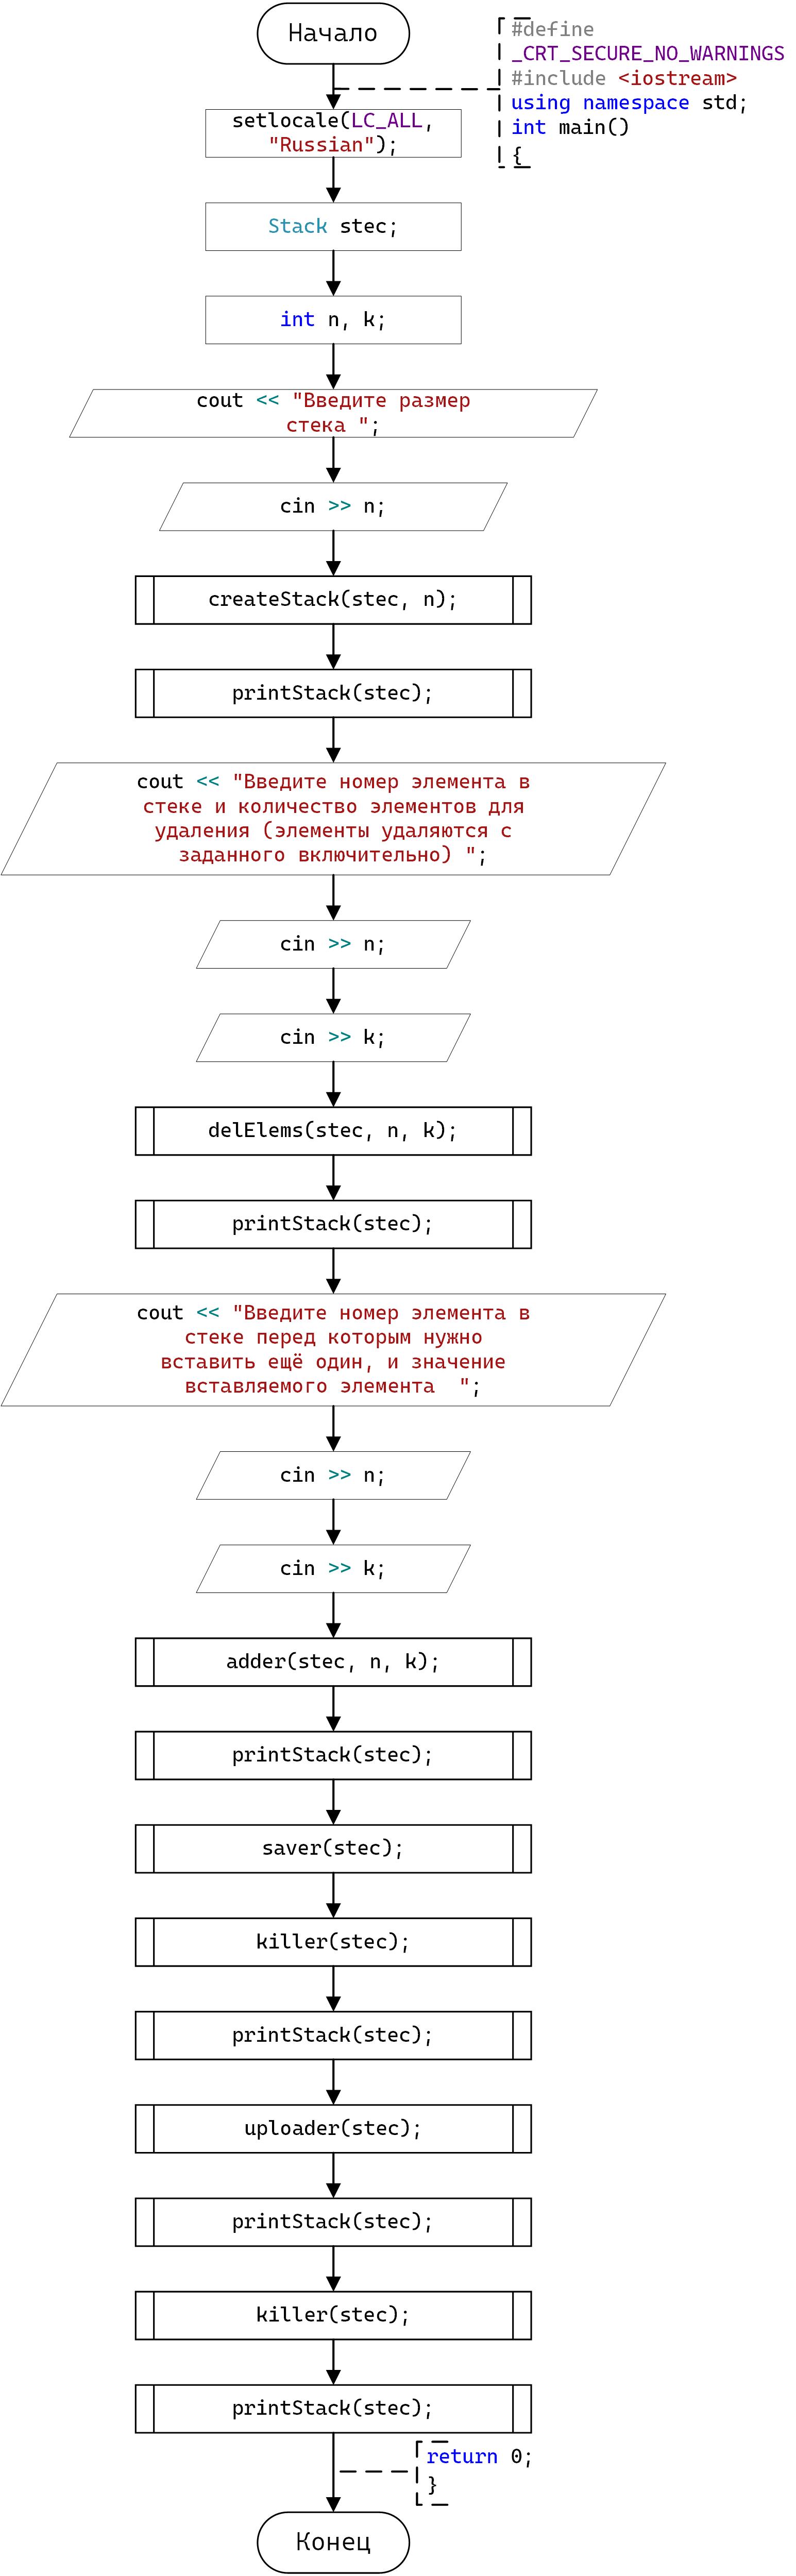 Начало
#define
_CRT_SECURE_NO_WARNINGS
#include <iostream>
using namespace std;
int main()
{
setlocale(LC_ALL,
"Russian");
Stack stec;
int n, k;
cout << "Введите размер
стека ";
cin >> n;
createStack(stec, n);
printStack(stec);
cout << "Введите номер элемента в
стеке и количество элементов для
удаления (элементы удаляются с
заданного включительно) ";
cin >> n;
cin >> k;
delElems(stec, n, k);
printStack(stec);
cout << "Введите номер элемента в
стеке перед которым нужно
вставить ещё один, и значение
вставляемого элемента  ";
cin >> n;
cin >> k;
adder(stec, n, k);
printStack(stec);
saver(stec);
killer(stec);
printStack(stec);
uploader(stec);
printStack(stec);
killer(stec);
printStack(stec);
return 0;
}
Конец